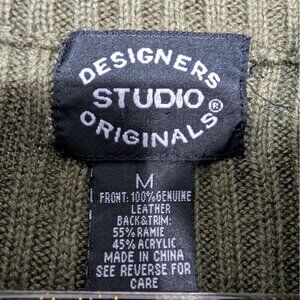 DESIGNERS
STUDIO®
ORIGINALS
M
FRONT: 100% GENUINE
LEATHER
BACK&TRIM:
55% RAMIE
45% ACRYLIC
MADE IN CHINA
SEE REVERSE FOR
CARE